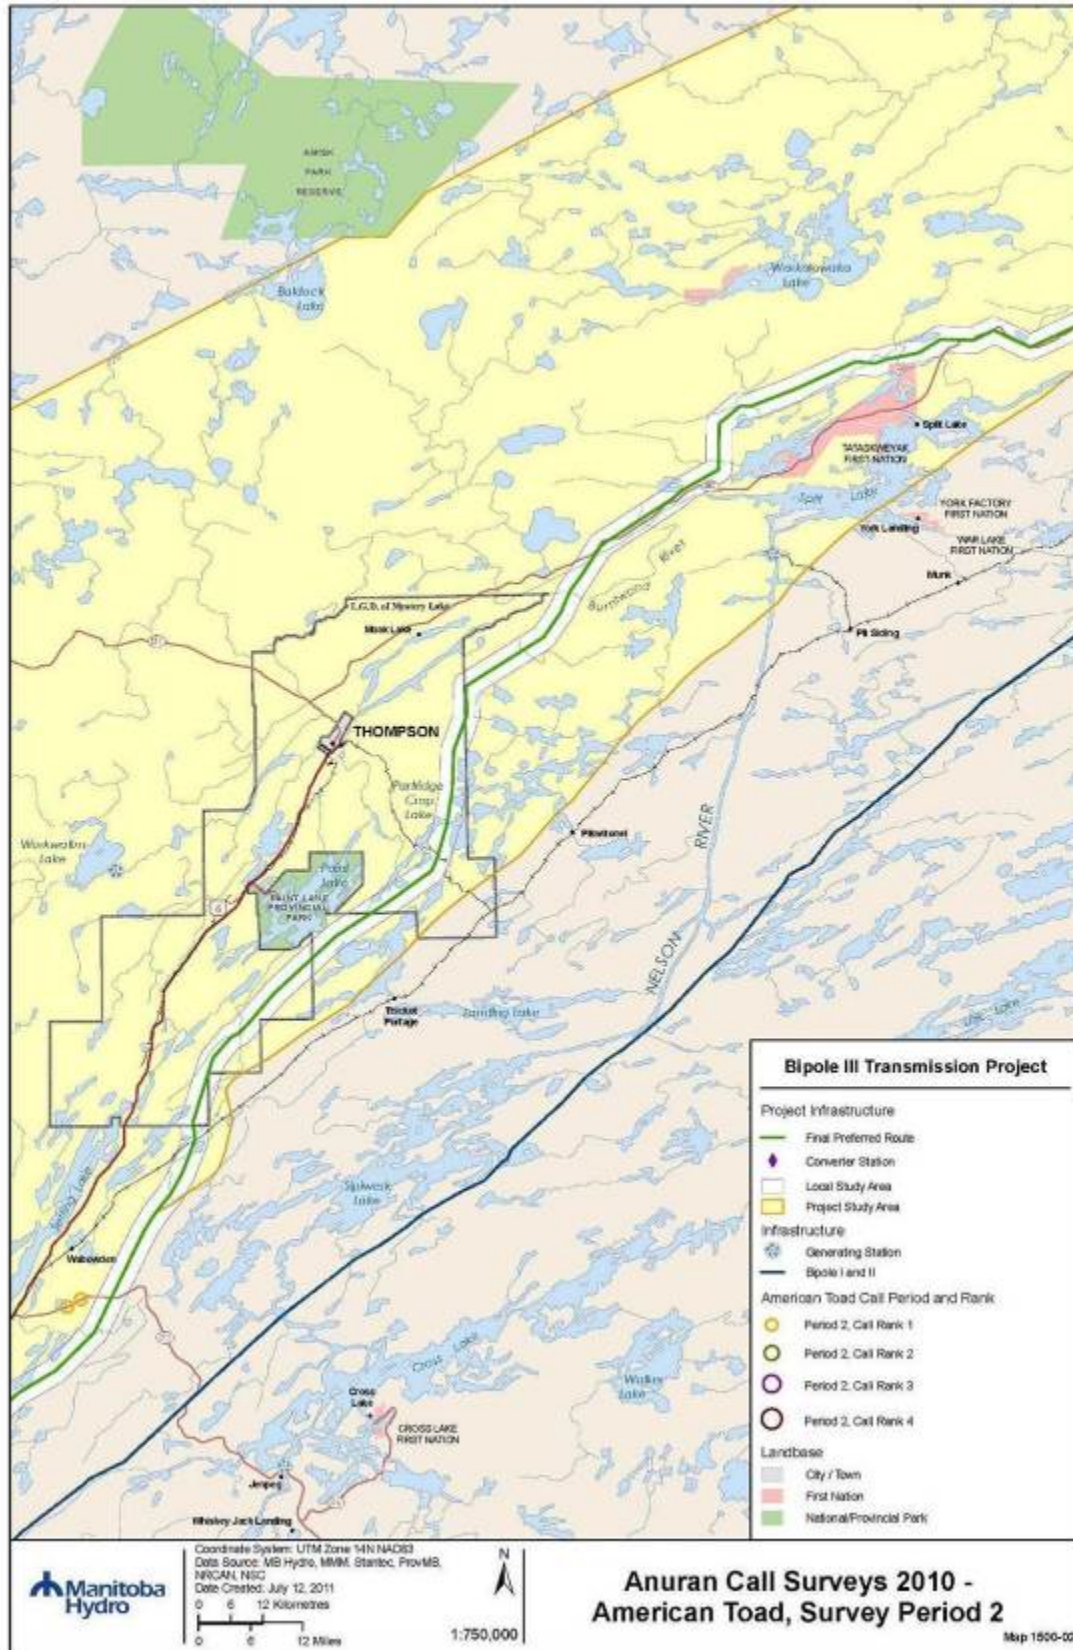 AMISK
PARK
RESERVE
Baldock
Lake
Waskaiowaka
Lake
Split Lake
TATASKWEYAK
FIRST NATION
Split Lake
YORK FACTORY
FIRST NATION
York Landing
WAR LAKE
FIRST NATION
Munk
Burntwood River
L.G.D. of Mystery Lake
Pit Siding
THOMPSON
Partridge
Crop
Lake
Pikwitonei
NELSON RIVER
Paint
Lake
PAINT LAKE
PROVINCIAL
PARK
6
Thicket
Portage
Landing Lake
Setting Lake
Sipiwesk
Lake
Wabowden
Cross Lake
Walker
Lake
Cross
Lake
CROSS LAKE
FIRST NATION
Jenpeg
Whiskey Jack Landing
Bipole III Transmission Project
Project Infrastructure
Final Preferred Route
Converter Station
Local Study Area
Project Study Area
Infrastructure
Generating Station
Bipole I and II
American Toad Call Period and Rank
Period 2, Call Rank 1
Period 2, Call Rank 2
Period 2, Call Rank 3
Period 2, Call Rank 4
Landbase
City / Town
First Nation
National/Provincial Park
Manitoba
Hydro
Coordinate System: UTM Zone 14N NAD83
Data Source: MB Hydro, MMM, Stantec, ProvMB,
NRCAN, NSC
Date Created: July 12, 2011
0 6 12 Kilometres
0 6 12 Miles
N
1:750,000
Anuran Call Surveys 2010 -
American Toad, Survey Period 2